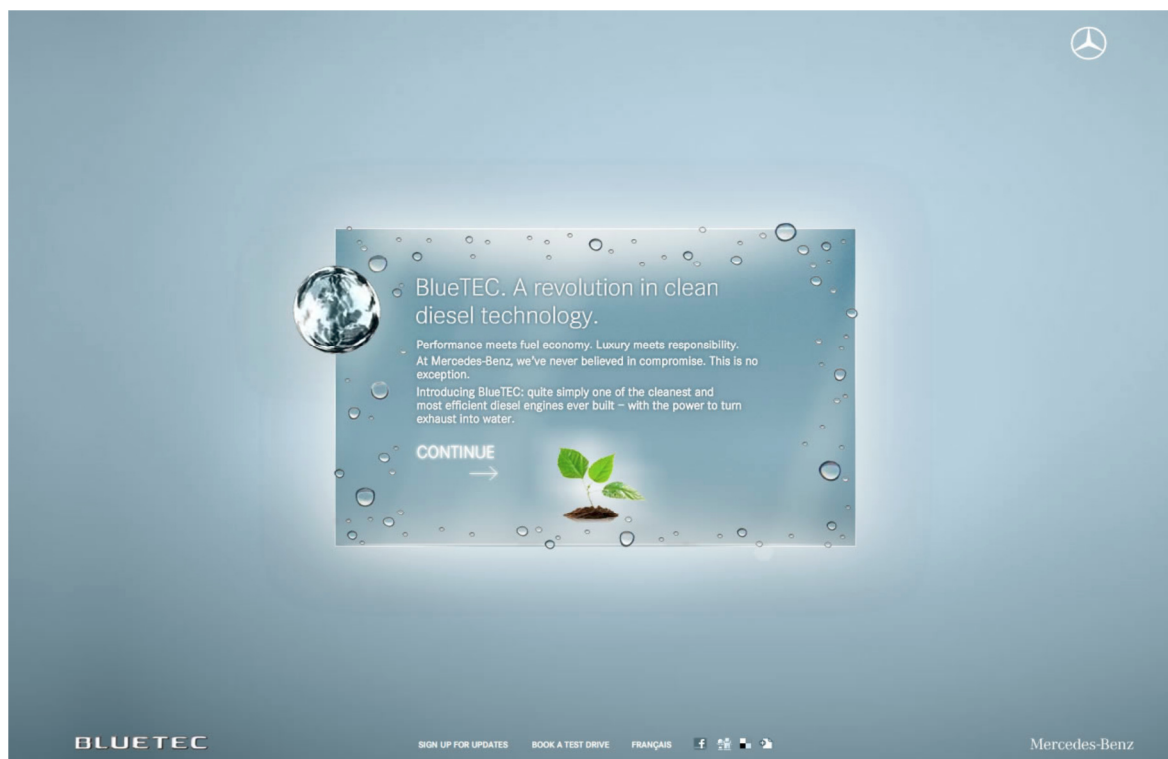 BlueTEC. A revolution in clean
diesel technology.
Performance meets fuel economy. Luxury meets responsibility.
At Mercedes-Benz, we've never believed in compromise. This is no
exception.
Introducing BlueTEC: quite simply one of the cleanest and
most efficient diesel engines ever built – with the power to turn
exhaust into water.
CONTINUE
BLUETEC
SIGN UP FOR UPDATES BOOK A TEST DRIVE FRANÇAIS f
Mercedes-Benz